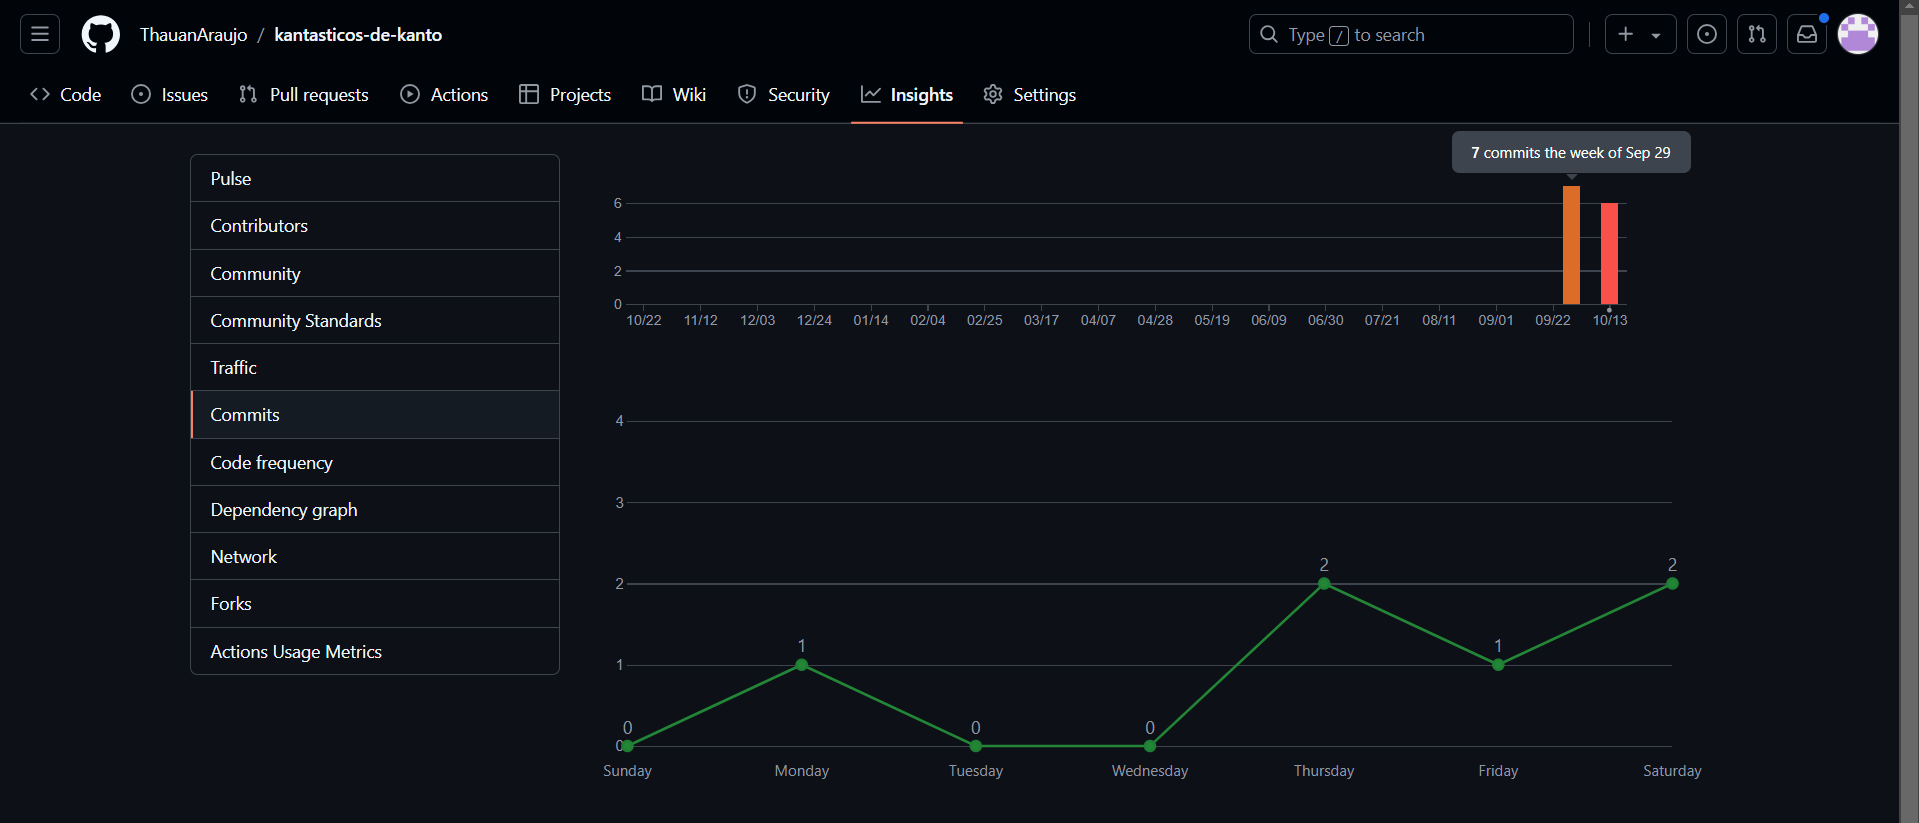 ThauanAraujo / kantasticos-de-kanto
Type / to search
Code Issues Pull requests Actions Projects Wiki Security Insights Settings
7 commits the week of Sep 29
Pulse
Contributors
Community
Community Standards
Traffic
Commits
Code frequency
Dependency graph
Network
Forks
Actions Usage Metrics
6
4
2
0
10/22 11/12 12/03 12/24 01/14 02/04 02/25 03/17 04/07 04/28 05/19 06/09 06/30 07/21 08/11 09/01 09/22 10/13
4
3
2
1
0
0 1 0 0 2 1 2
Sunday Monday Tuesday Wednesday Thursday Friday Saturday